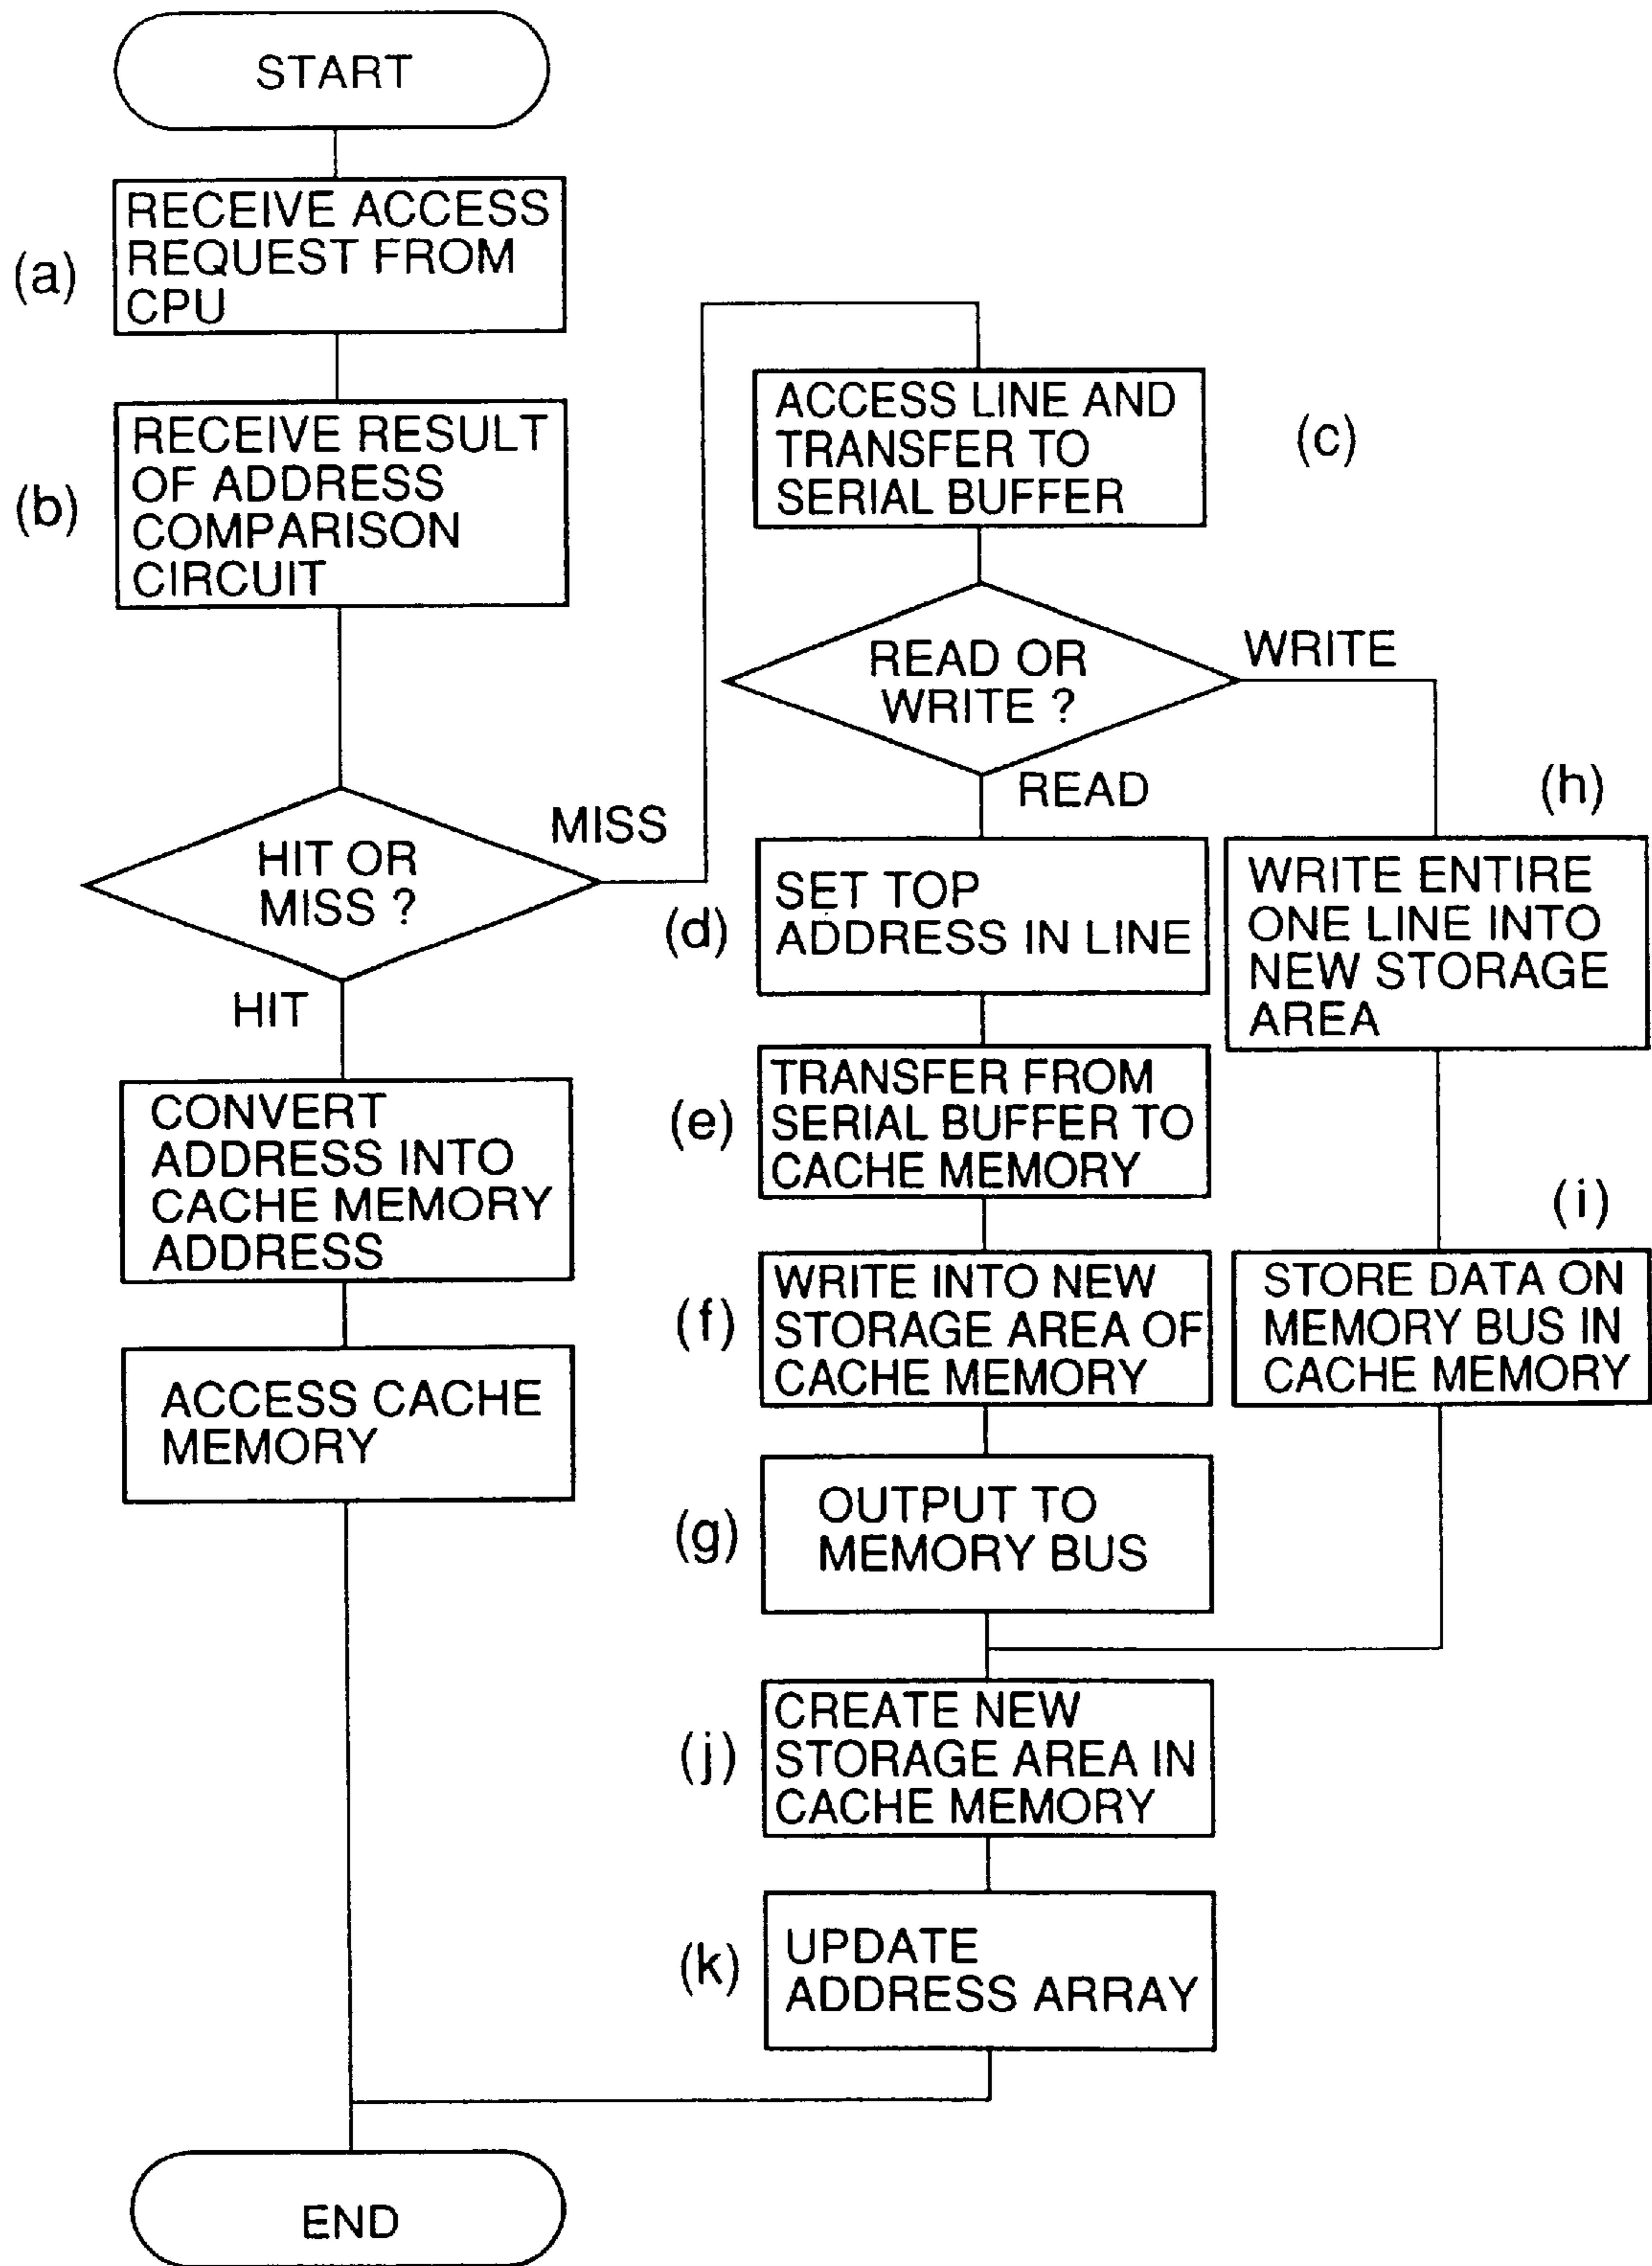 START
(a)
RECEIVE ACCESS
REQUEST FROM
CPU
(b)
RECEIVE RESULT
OF ADDRESS
COMPARISON
CIRCUIT
HIT OR
MISS ?
MISS
HIT
CONVERT
ADDRESS INTO
CACHE MEMORY
ADDRESS
ACCESS CACHE
MEMORY
ACCESS LINE AND
TRANSFER TO
SERIAL BUFFER
(c)
READ OR
WRITE ?
WRITE
READ
(d)
SET TOP
ADDRESS IN LINE
(e)
TRANSFER FROM
SERIAL BUFFER TO
CACHE MEMORY
(f)
WRITE INTO NEW
STORAGE AREA OF
CACHE MEMORY
(g)
OUTPUT TO
MEMORY BUS
(h)
WRITE ENTIRE
ONE LINE INTO
NEW STORAGE
AREA
(i)
STORE DATA ON
MEMORY BUS IN
CACHE MEMORY
(j)
CREATE NEW
STORAGE AREA IN
CACHE MEMORY
(k)
UPDATE
ADDRESS ARRAY
END